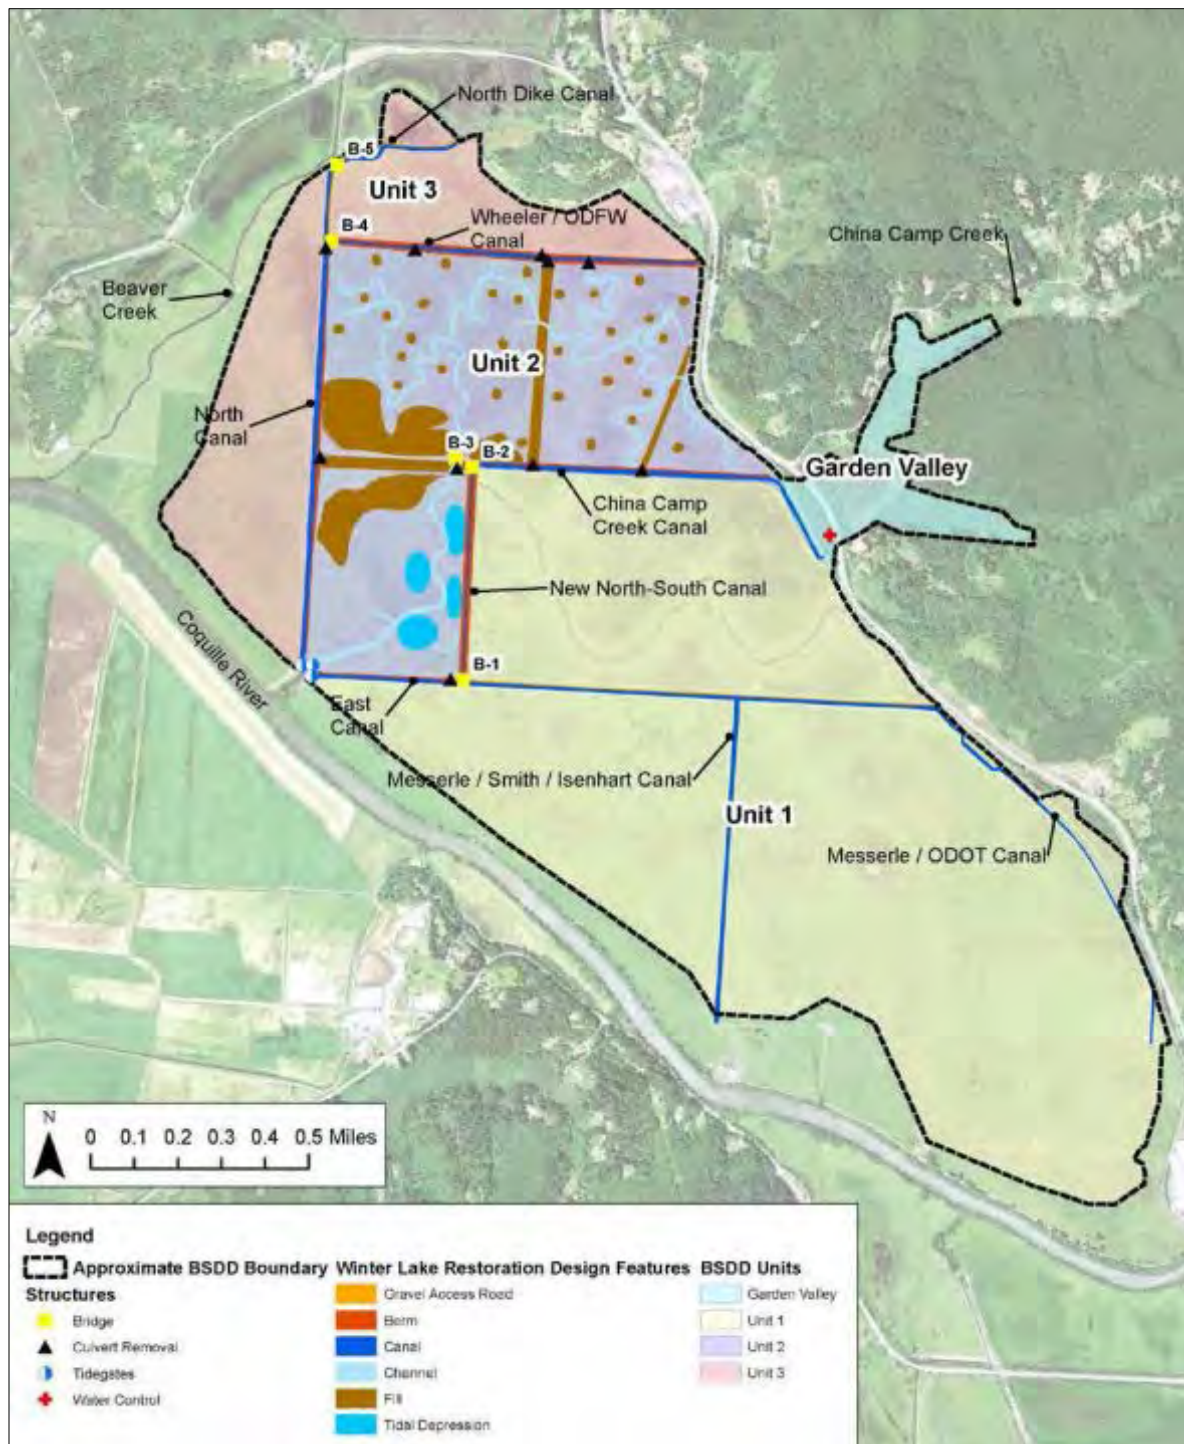 North Dike Canal
B-5
Unit 3
B-4
Wheeler / ODFW
Canal
China Camp Creek
Beaver
Creek
Unit 2
North
Canal
B-3
B-2
Garden Valley
China Camp
Creek Canal
New North-South Canal
Coquille River
B-1
East
Canal
Messerle / Smith / Isenhart Canal
Unit 1
Messerle / ODOT Canal
N
0 0.1 0.2 0.3 0.4 0.5 Miles
Legend
Approximate BSDD Boundary
Structures
Bridge
Culvert Removal
Tidegates
Water Control
Winter Lake Restoration Design Features
Gravel Access Road
Berm
Canal
Channel
Fill
Tidal Depression
BSDD Units
Garden Valley
Unit 1
Unit 2
Unit 3